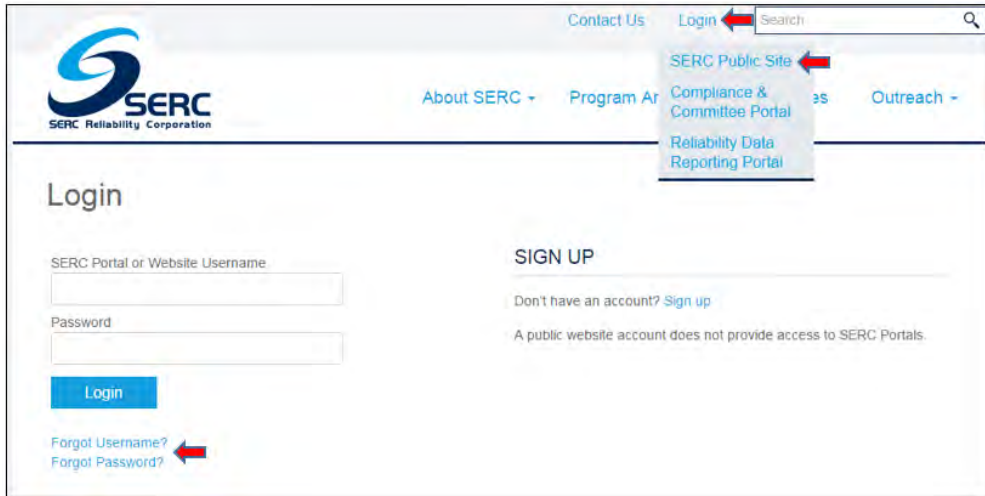 Contact Us Login Search
SERC
SERC Reliability Corporation
About SERC Program Ar es Outreach
SERC Public Site
Compliance &
Committee Portal
Reliability Data
Reporting Portal
Login
SERC Portal or Website Username
Password
Login
Forgot Username?
Forgot Password?
SIGN UP
Don't have an account? Sign up
A public website account does not provide access to SERC Portals.